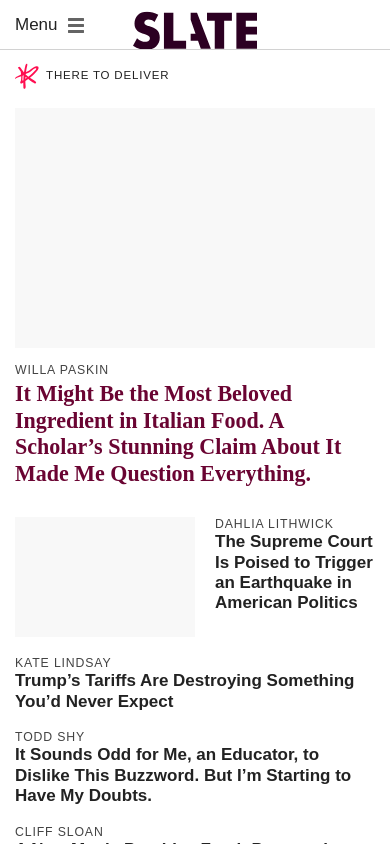 Menu
SLATE
THERE TO DELIVER
WILLA PASKIN
It Might Be the Most Beloved
Ingredient in Italian Food. A
Scholar’s Stunning Claim About It
Made Me Question Everything.
DAHLIA LITHWICK
The Supreme Court
Is Poised to Trigger
an Earthquake in
American Politics
KATE LINDSAY
Trump’s Tariffs Are Destroying Something
You’d Never Expect
TODD SHY
It Sounds Odd for Me, an Educator, to
Dislike This Buzzword. But I’m Starting to
Have My Doubts.
CLIFF SLOAN